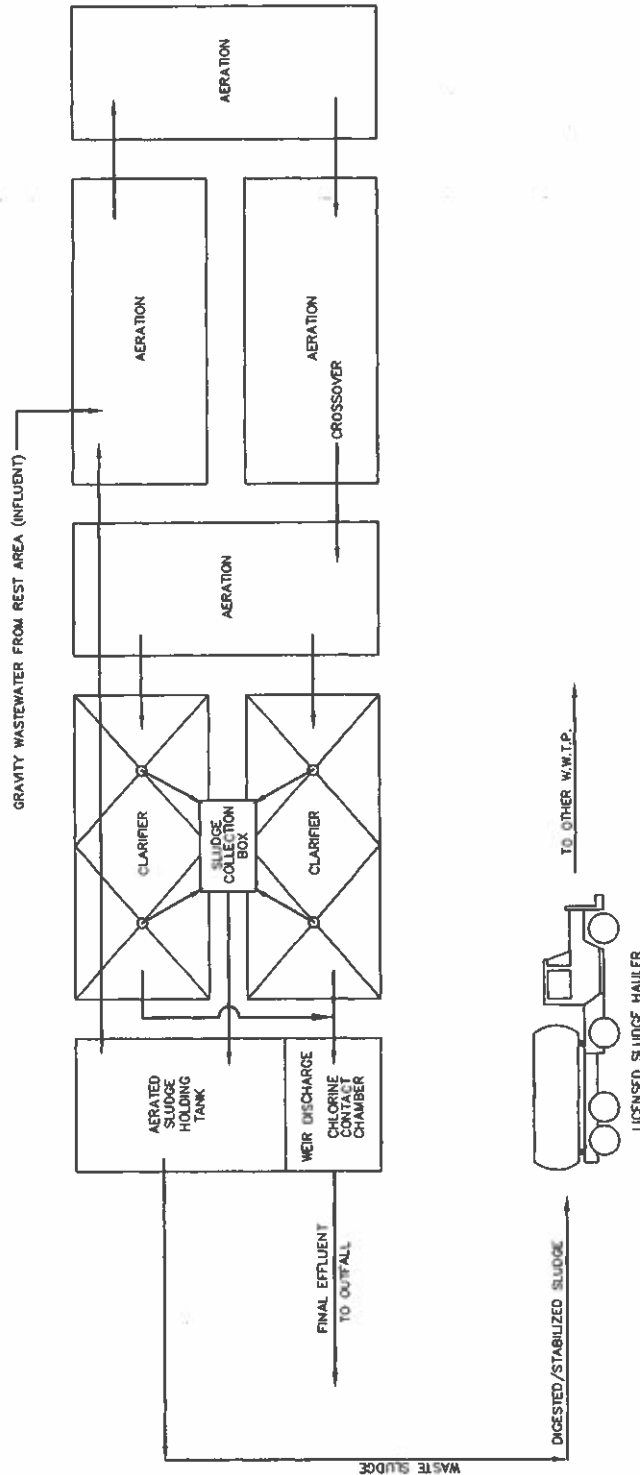 GRAVITY WASTEWATER FROM REST AREA (INFLUENT)
AERATION
AERATION
AERATION
CROSSOVER
AERATION
CLARIFIER
SLUDGE
COLLECTION
BOX
CLARIFIER
AERATED
SLUDGE
HOLDING
TANK
WEIR DISCHARGE
CHLORINE
CONTACT
CHAMBER
FINAL EFFLUENT
TO OUTFALL
WASTE SLUDGE
DIGESTED/STABILIZED SLUDGE
TO OTHER W.W.T.P.
LICENSED SLUDGE HAULER